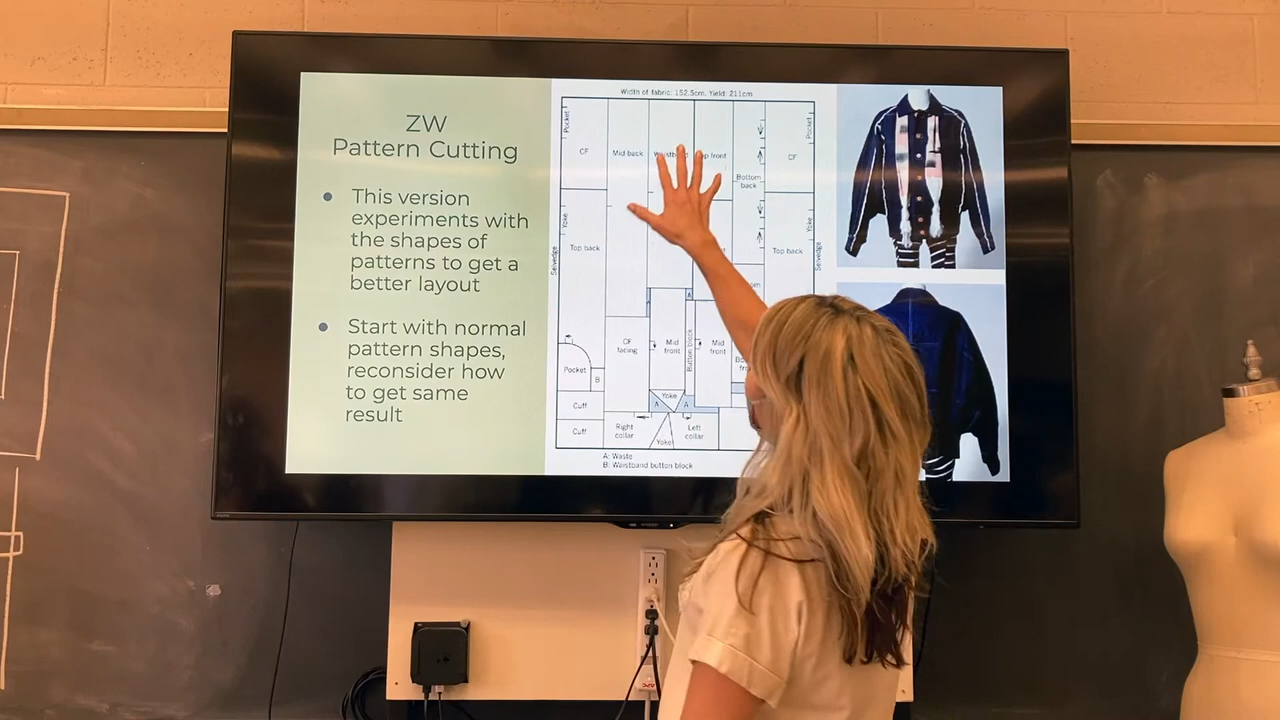 ZW
Pattern Cutting
This version
experiments with
the shapes of
patterns to get a
better layout
Start with normal
pattern shapes,
reconsider how
to get same
result
Width of fabric: 152.5cm. Yield: 211cm
Pocket
CF
Mid back
Bottom
back
CF
Pocket
Yoke
Top back
Top back
Yoke
Selvedge
Selvedge
CF
facing
Mid
front
Button block
Mid
front
Pocket
B
Yoke
A
A
Cuff
Cuff
Right
collar
Yoke
Left
collar
A: Waste
B: Waistband button block